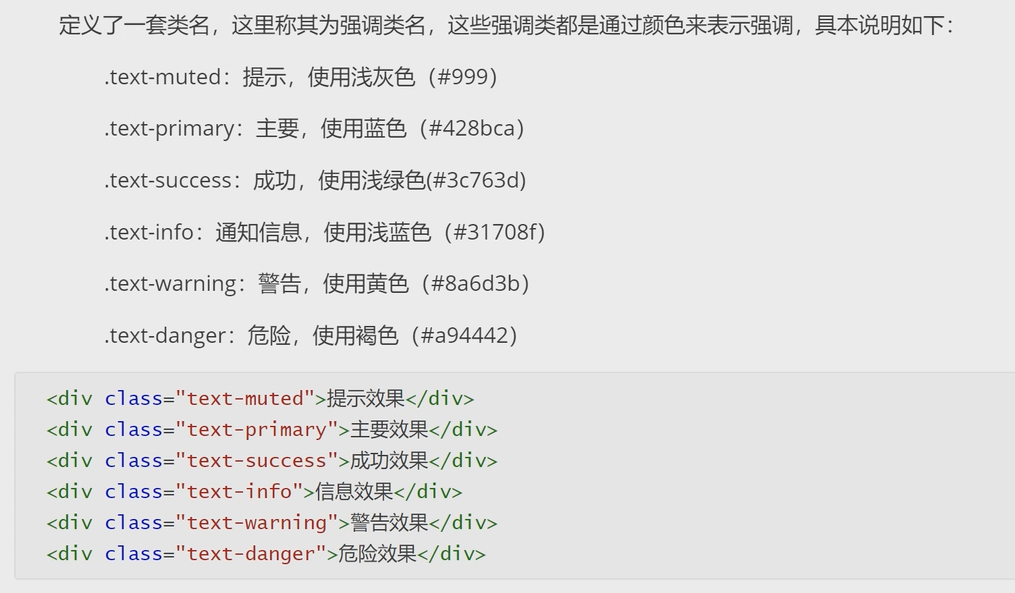 定义了一套类名，这里称其为强调类名，这些强调类都是通过颜色来表示强调，具本说明如下：
.text-muted：提示，使用浅灰色（#999）
.text-primary：主要，使用蓝色（#428bca）
.text-success：成功，使用浅绿色(#3c763d)
.text-info：通知信息，使用浅蓝色（#31708f）
.text-warning：警告，使用黄色（#8a6d3b）
.text-danger：危险，使用褐色（#a94442）
<div class="text-muted">提示效果</div>
<div class="text-primary">主要效果</div>
<div class="text-success">成功效果</div>
<div class="text-info">信息效果</div>
<div class="text-warning">警告效果</div>
<div class="text-danger">危险效果</div>